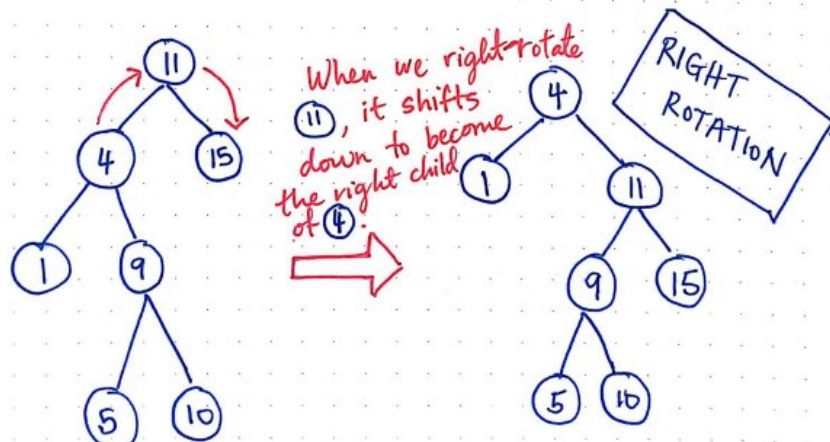 11
4
15
1
9
5
10
When we right-rotate
11, it shifts
down to become
the right child
of 4.
4
1
11
9
15
5
10
RIGHT
ROTATION